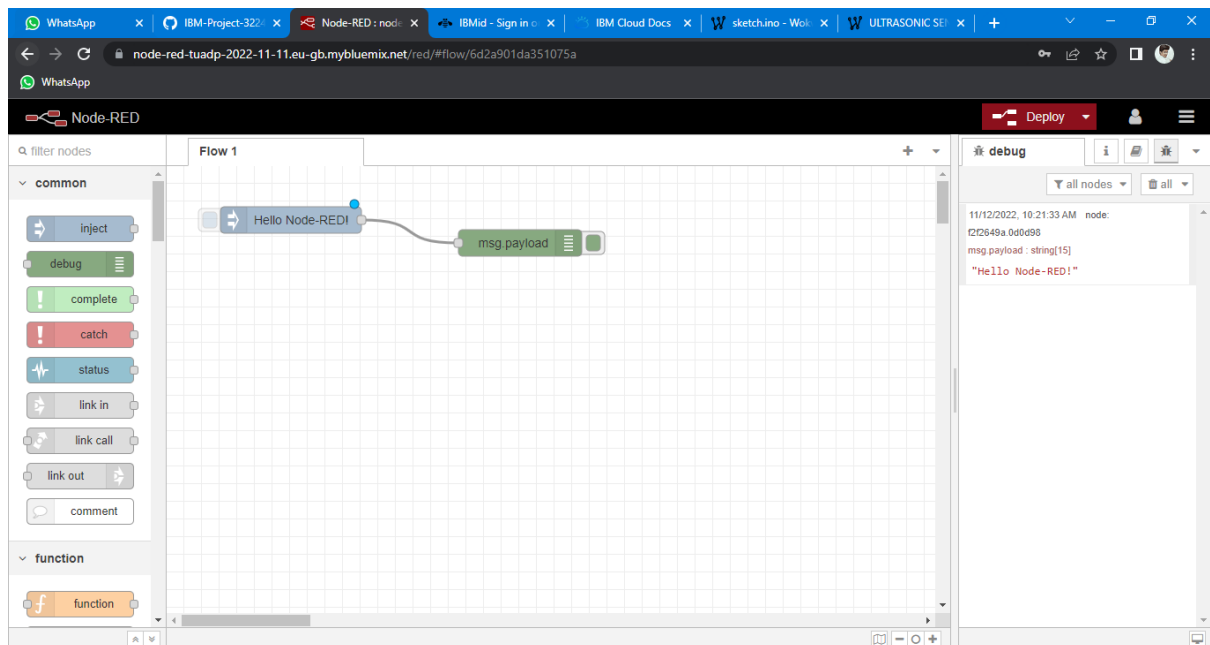 WhatsApp
IBM-Project-3224
Node-RED : node
IBMid - Sign in o
IBM Cloud Docs
sketch.ino - Wok
ULTRASONIC SEN
node-red-tuadp-2022-11-11.eu-gb.mybluemix.net/red/#flow/6d2a901da351075a
WhatsApp
Node-RED
Deploy
filter nodes
Flow 1
debug
i
common
all nodes
all
inject
debug
complete
catch
status
link in
link call
link out
comment
function
function
Hello Node-RED!
msg.payload
11/12/2022, 10:21:33 AM node:
f2f2649a.0d0d98
msg.payload : string[15]
"Hello Node-RED!"